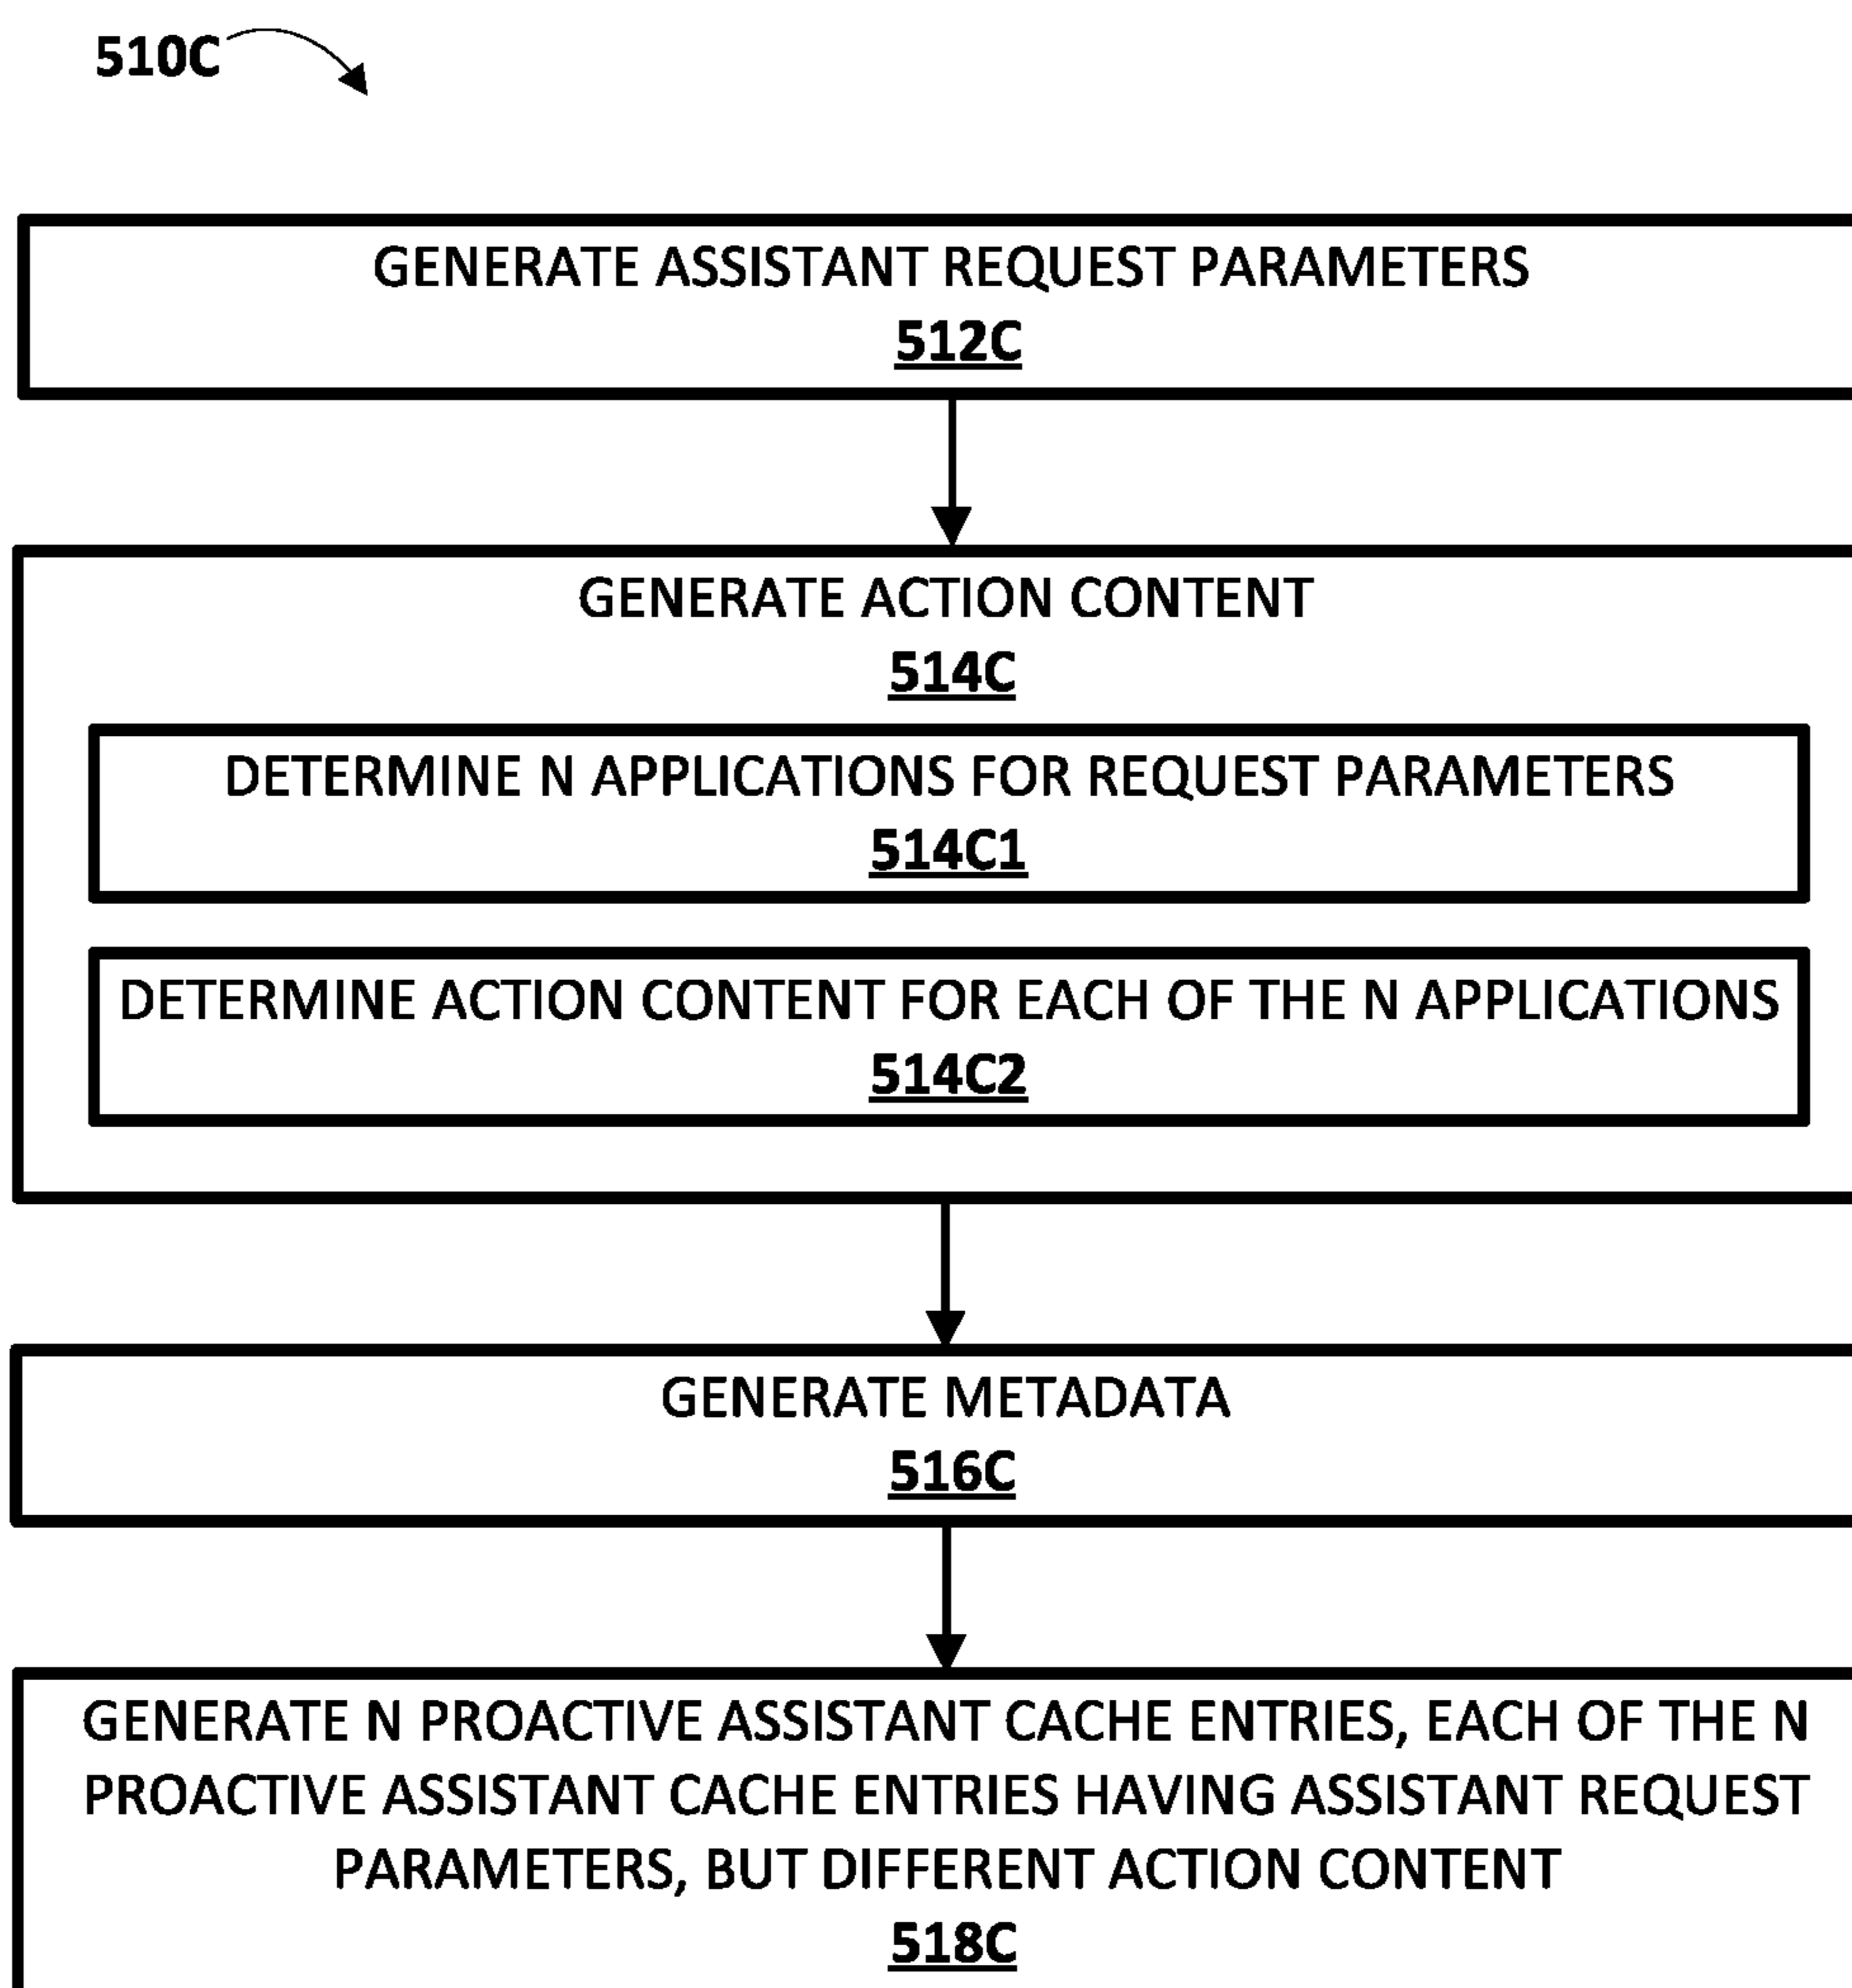 510C
GENERATE ASSISTANT REQUEST PARAMETERS
512C
GENERATE ACTION CONTENT
514C
DETERMINE N APPLICATIONS FOR REQUEST PARAMETERS
514C1
DETERMINE ACTION CONTENT FOR EACH OF THE N APPLICATIONS
514C2
GENERATE METADATA
516C
GENERATE N PROACTIVE ASSISTANT CACHE ENTRIES, EACH OF THE N
PROACTIVE ASSISTANT CACHE ENTRIES HAVING ASSISTANT REQUEST
PARAMETERS, BUT DIFFERENT ACTION CONTENT
518C